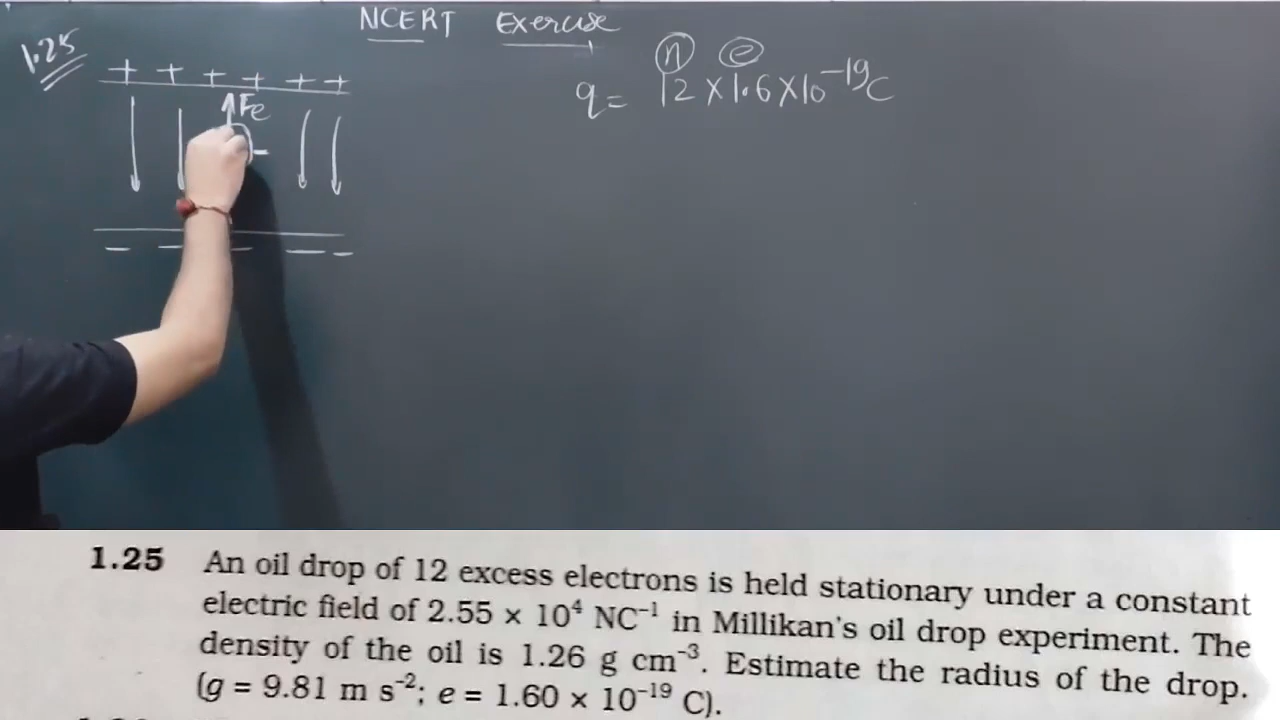 NCERT Exercise
1.25
+ + + + + +
Fe
-
- - - - -
n e
q = 12 × 1.6 × 10⁻¹⁹ C
1.25 An oil drop of 12 excess electrons is held stationary under a constant
electric field of 2.55 × 10⁴ NC⁻¹ in Millikan's oil drop experiment. The
density of the oil is 1.26 g cm⁻³. Estimate the radius of the drop.
(g = 9.81 m s⁻²; e = 1.60 × 10⁻¹⁹ C).